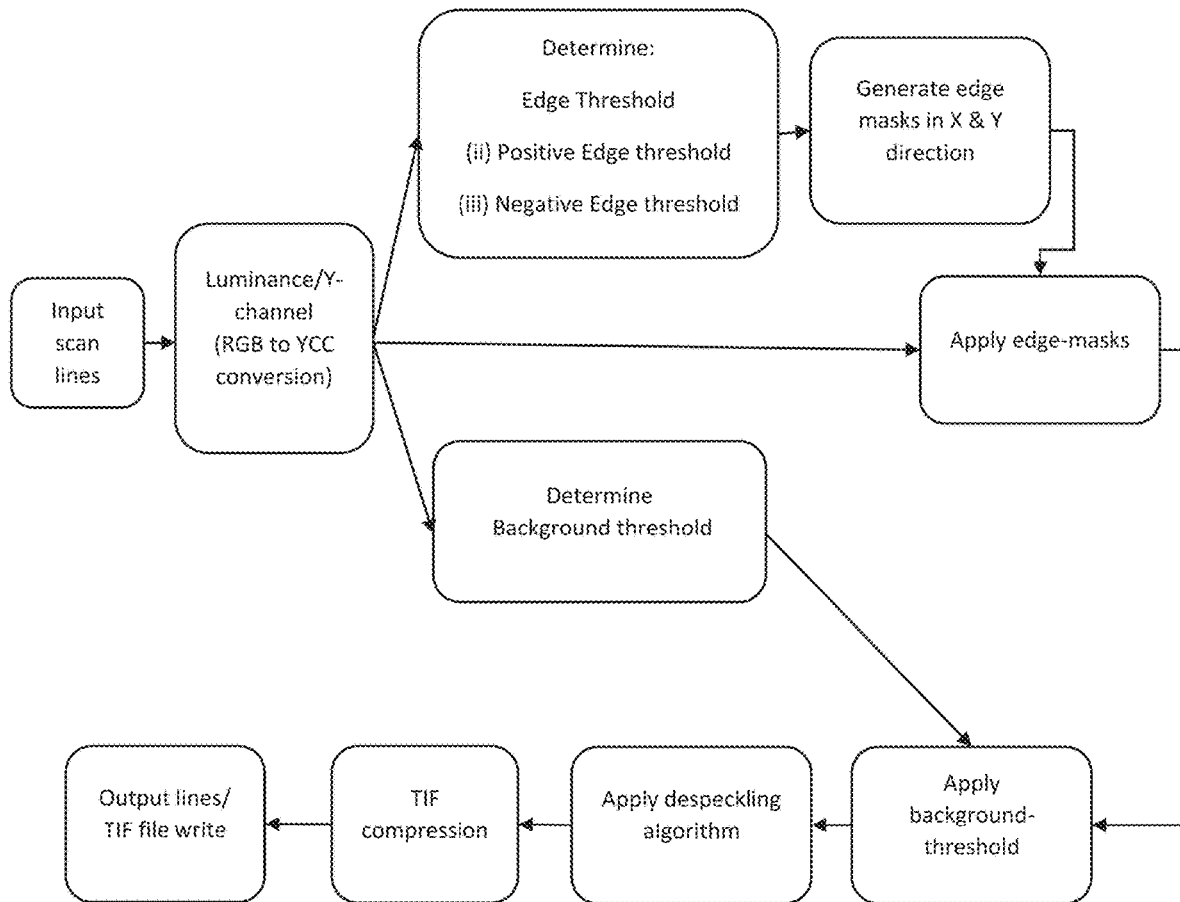 Determine:
Edge Threshold
(ii) Positive Edge threshold
(iii) Negative Edge threshold
Generate edge
masks in X & Y
direction
Input
scan
lines
Luminance/Y-
channel
(RGB to YCC
conversion)
Apply edge-masks
Determine
Background threshold
Output lines/
TIF file write
TIF
compression
Apply despeckling
algorithm
Apply
background-
threshold